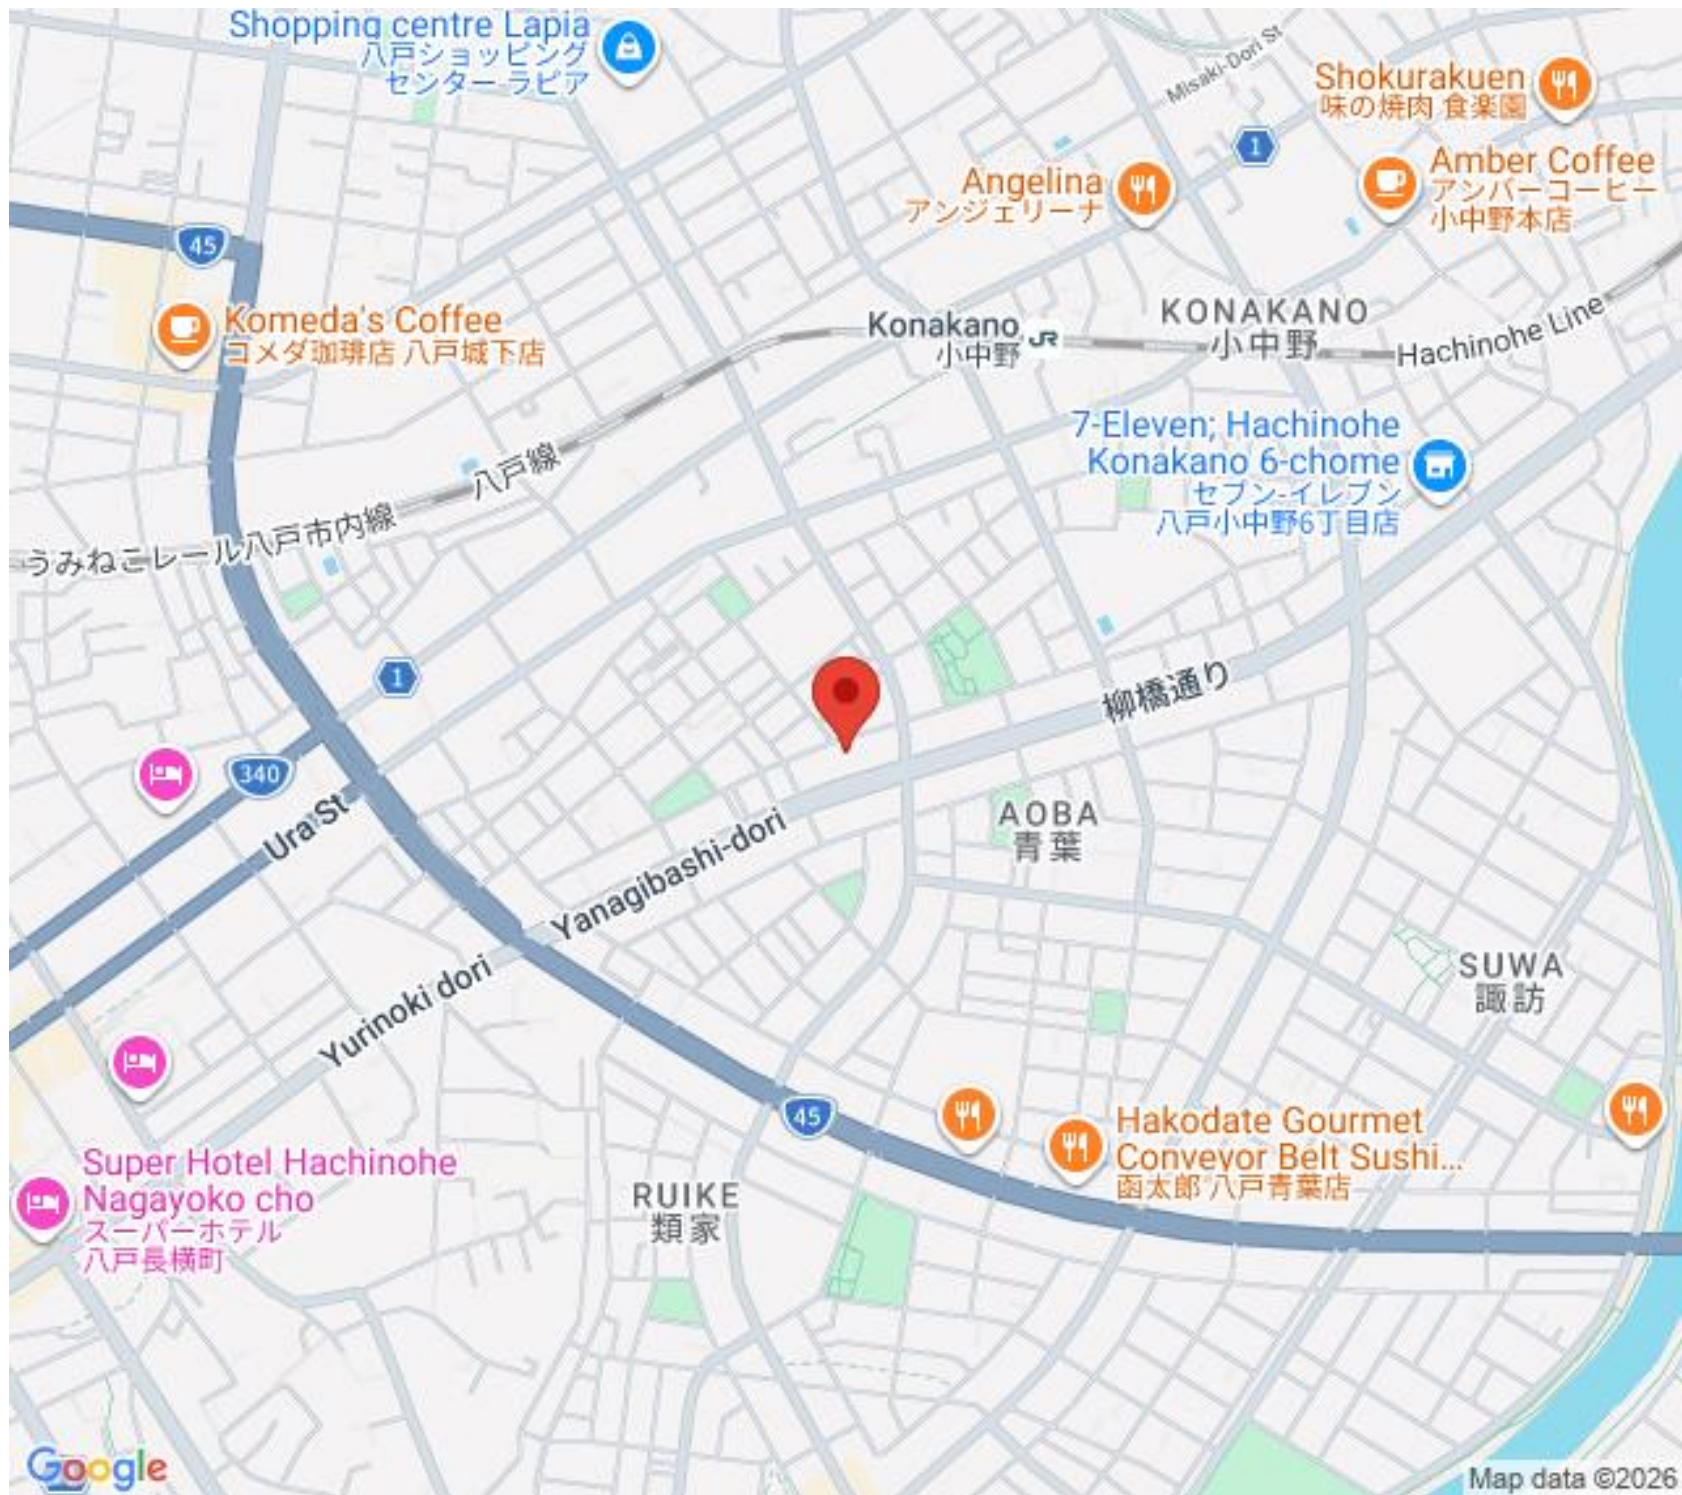 Shopping centre Lapia
八戸ショッピング
センター ラピア
Misaki-Dori St
Shokurakuen
味の焼肉 食楽園
1
Angelina
アンジェリーナ
Amber Coffee
アンバーコーヒー
小中野本店
45
Komeda's Coffee
コメダ珈琲店 八戸城下店
Konakano
小中野
JR
KONAKANO
小中野
Hachinohe Line
7-Eleven; Hachinohe
Konakano 6-chome
セブン-イレブン
八戸小中野6丁目店
八戸線
うみねこレール八戸市内線
1
柳橋通り
340
Ura St
AOBA
青葉
Yanagibashi-dori
Yurinoki dori
SUWA
諏訪
45
Hakodate Gourmet
Conveyor Belt Sushi...
函太郎 八戸青葉店
Super Hotel Hachinohe
Nagayoko cho
スーパーホテル
八戸長横町
RUIKE
類家
Google
Map data ©2026